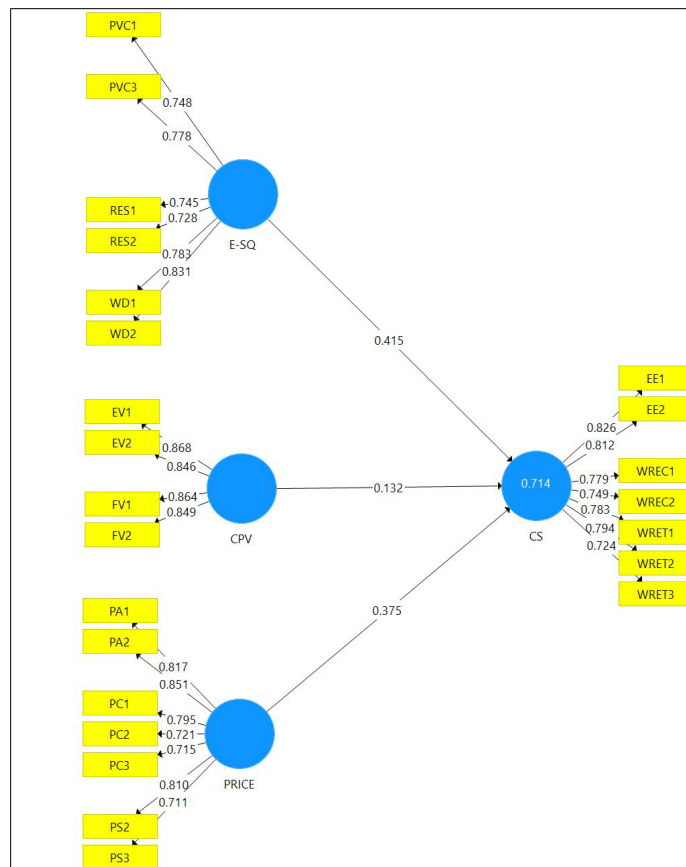 PVC1
PVC3
0.748
0.778
RES1
0.745
RES2
0.728
0.783
0.831
WD1
WD2
E-SQ
0.415
EV1
EV2
0.868
0.846
FV1
0.864
FV2
0.849
CPV
0.132
0.714
CS
EE1
EE2
0.826
0.812
WREC1
0.779
WREC2
0.749
0.783
WRET1
0.794
WRET2
0.724
WRET3
0.375
PA1
PA2
0.817
0.851
PC1
0.795
PC2
0.721
PC3
0.715
0.810
0.711
PS2
PS3
PRICE